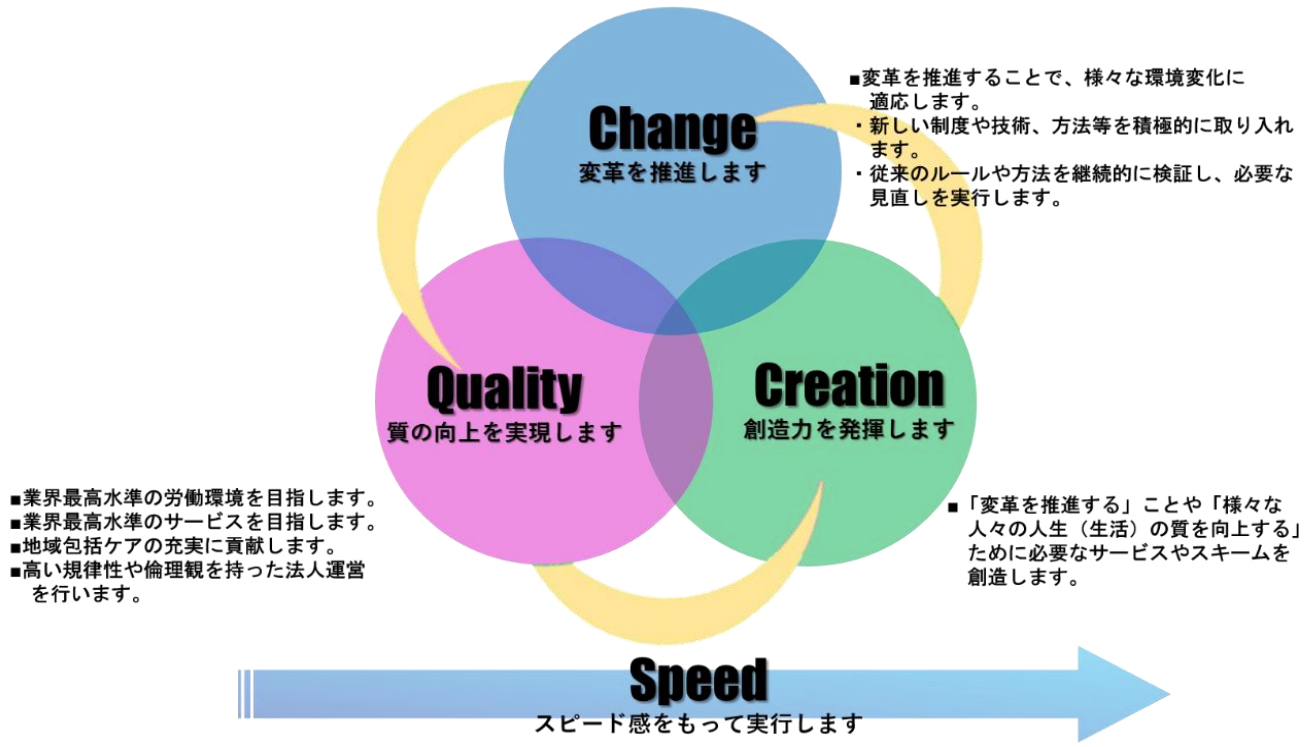 Change
変革を推進します
■変革を推進することで、様々な環境変化に
適応します。
・新しい制度や技術、方法等を積極的に取り入れ
ます。
・従来のルールや方法を継続的に検証し、必要な
見直しを実行します。
Quality
質の向上を実現します
Creation
創造力を発揮します
■業界最高水準の労働環境を目指します。
■業界最高水準のサービスを目指します。
■地域包括ケアの充実に貢献します。
■高い規律性や倫理観を持った法人運営
を行います。
■「変革を推進する」ことや「様々な
人々の人生（生活）の質を向上する」
ために必要なサービスやスキームを
創造します。
Speed
スピード感をもって実行します